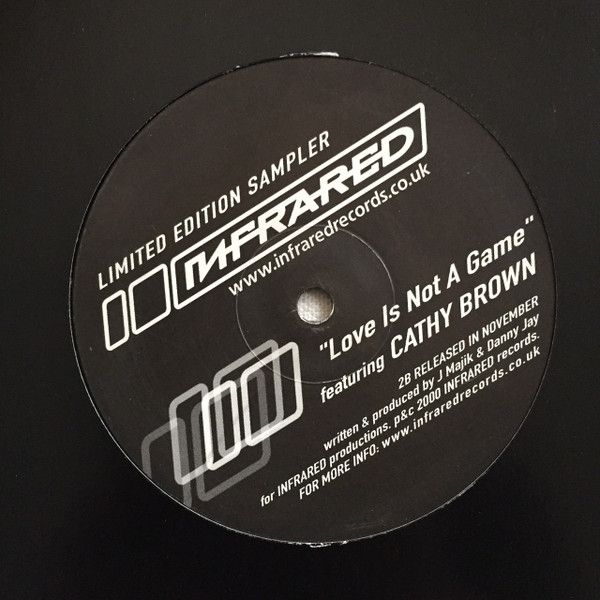 LIMITED EDITION SAMPLER
INFRARED
www.infraredrecords.co.uk
"Love Is Not A Game"
featuring CATHY BROWN
2B RELEASED IN NOVEMBER
written & produced by J Majik & Danny Jay
for INFRARED productions. p&c 2000 INFRARED records.
FOR MORE INFO: www.infraredrecords.co.uk